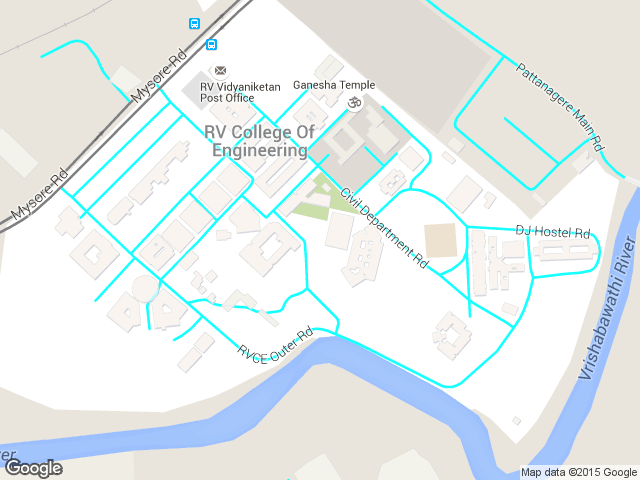 Mysore Rd
RV Vidyaniketan
Post Office
Ganesha Temple
Pattanagere Main Rd
RV College Of
Engineering
Mysore Rd
Civil Department Rd
DJ Hostel Rd
Vrishabawathi River
RVCE Outer Rd
Google
Map data ©2015 Google